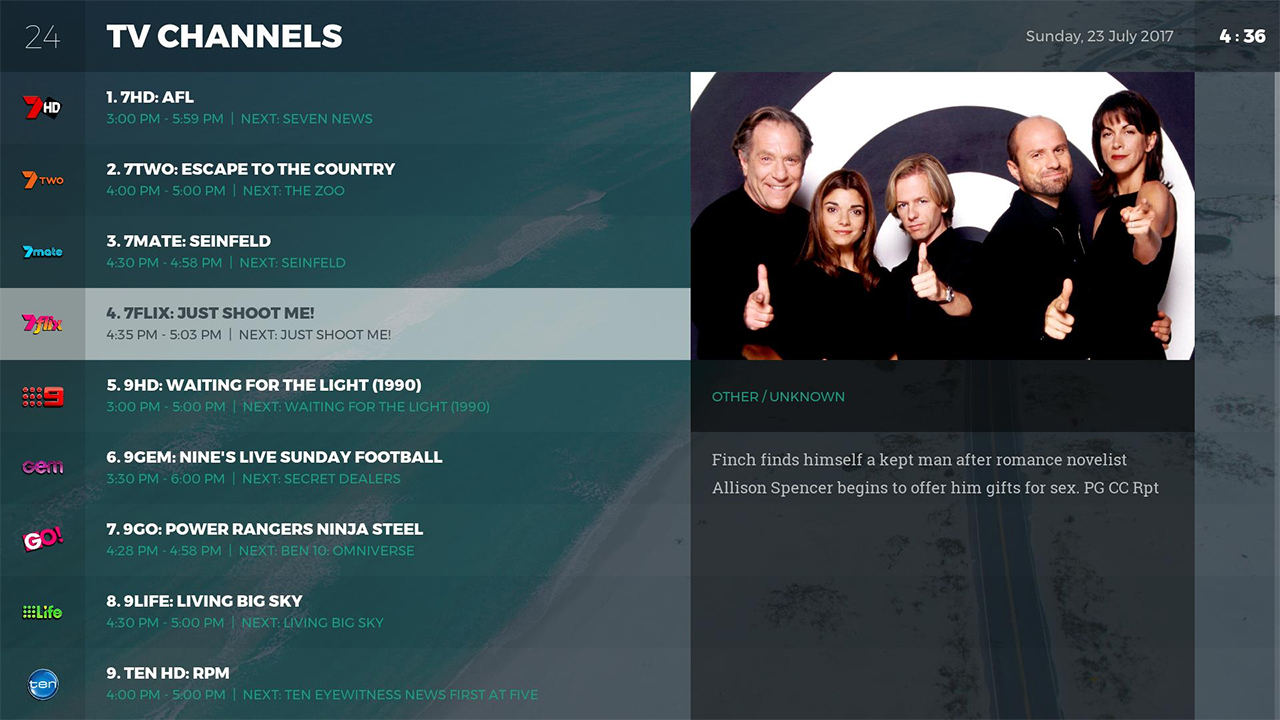 24
TV CHANNELS
Sunday, 23 July 2017
4 : 36
7HD
1. 7HD: AFL
3:00 PM - 5:59 PM | NEXT: SEVEN NEWS
7TWO
2. 7TWO: ESCAPE TO THE COUNTRY
4:00 PM - 5:00 PM | NEXT: THE ZOO
7mate
3. 7MATE: SEINFELD
4:30 PM - 4:58 PM | NEXT: SEINFELD
7flix
4. 7FLIX: JUST SHOOT ME!
4:35 PM - 5:03 PM | NEXT: JUST SHOOT ME!
9
5. 9HD: WAITING FOR THE LIGHT (1990)
3:00 PM - 5:00 PM | NEXT: WAITING FOR THE LIGHT (1990)
Gem
6. 9GEM: NINE'S LIVE SUNDAY FOOTBALL
3:30 PM - 6:00 PM | NEXT: SECRET DEALERS
GO!
7. 9GO: POWER RANGERS NINJA STEEL
4:28 PM - 4:58 PM | NEXT: BEN 10: OMNIVERSE
Life
8. 9LIFE: LIVING BIG SKY
4:30 PM - 5:00 PM | NEXT: LIVING BIG SKY
ten
9. TEN HD: RPM
4:00 PM - 5:00 PM | NEXT: TEN EYEWITNESS NEWS FIRST AT FIVE
OTHER / UNKNOWN
Finch finds himself a kept man after romance novelist
Allison Spencer begins to offer him gifts for sex. PG CC Rpt